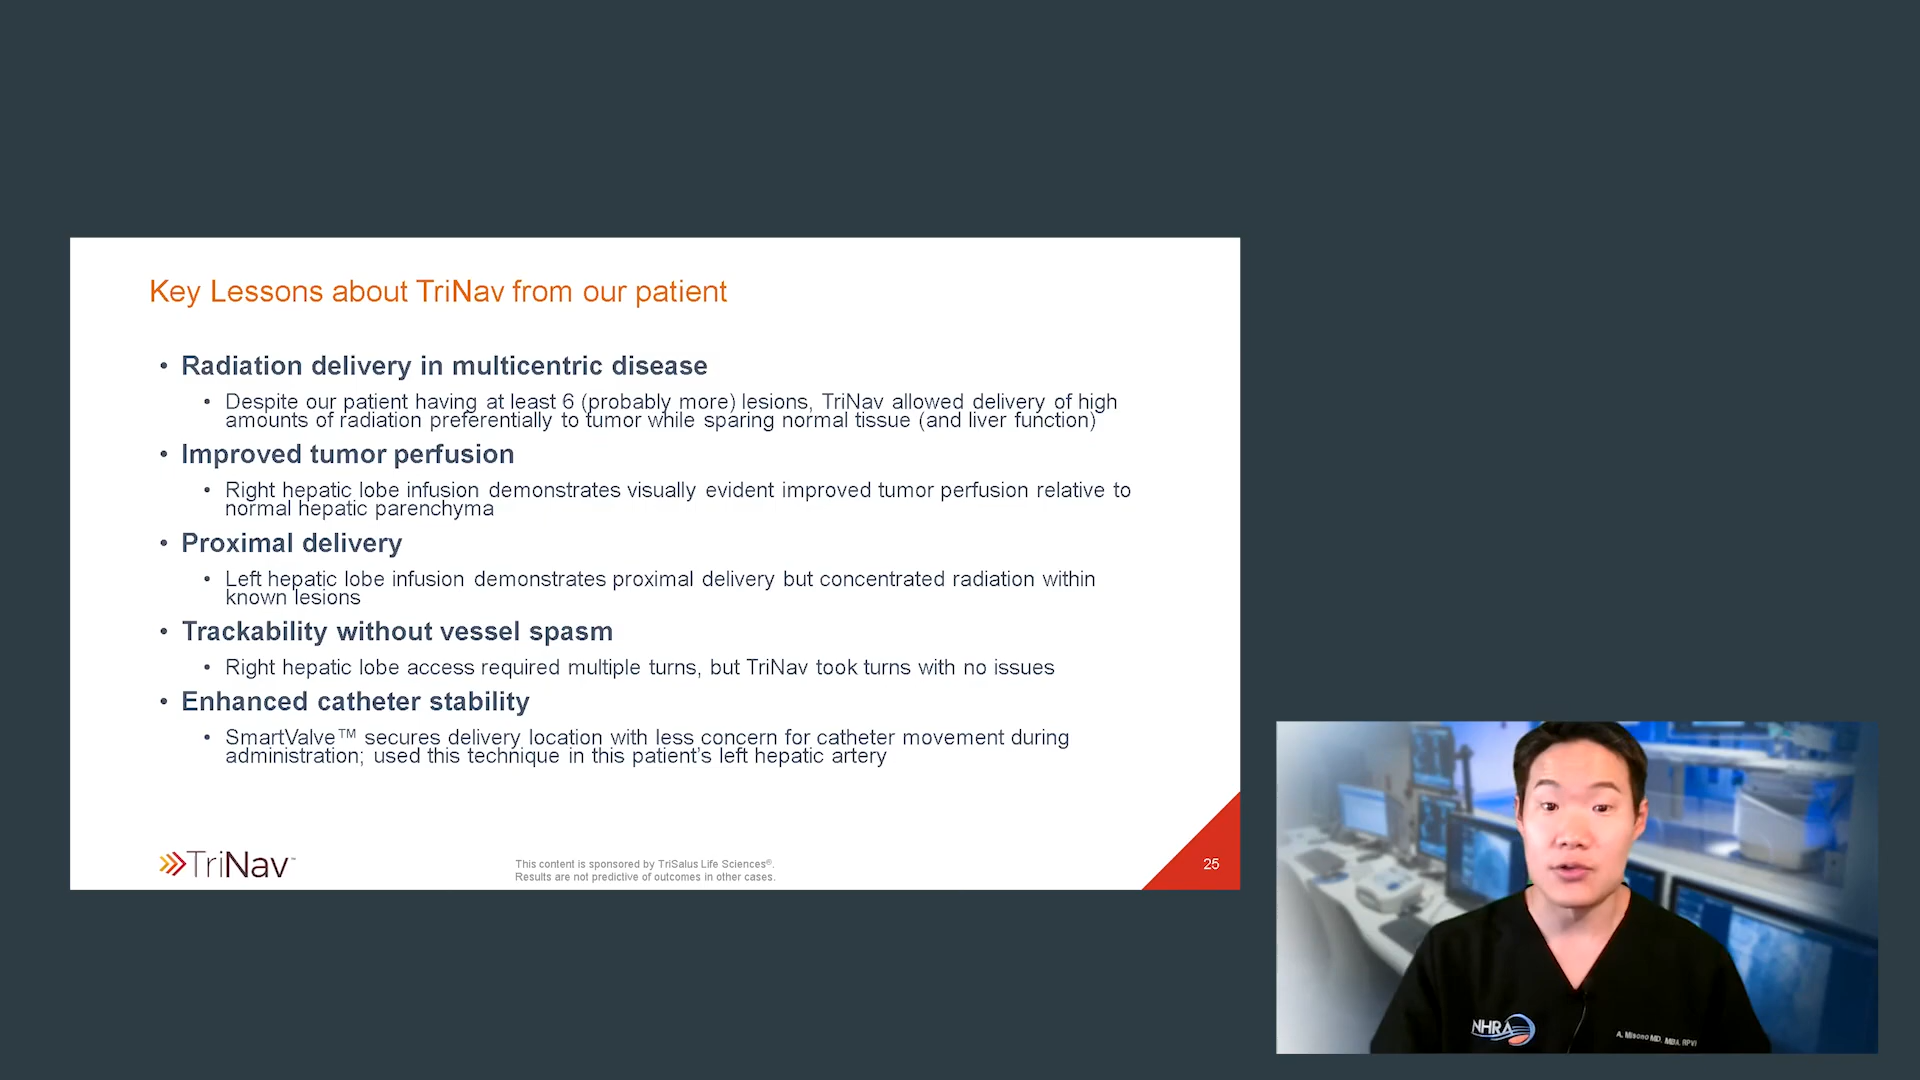 Key Lessons about TriNav from our patient
• Radiation delivery in multicentric disease
• Despite our patient having at least 6 (probably more) lesions, TriNav allowed delivery of high
amounts of radiation preferentially to tumor while sparing normal tissue (and liver function)
• Improved tumor perfusion
• Right hepatic lobe infusion demonstrates visually evident improved tumor perfusion relative to
normal hepatic parenchyma
• Proximal delivery
• Left hepatic lobe infusion demonstrates proximal delivery but concentrated radiation within
known lesions
• Trackability without vessel spasm
• Right hepatic lobe access required multiple turns, but TriNav took turns with no issues
• Enhanced catheter stability
• SmartValve™ secures delivery location with less concern for catheter movement during
administration; used this technique in this patient's left hepatic artery
TriNav™
This content is sponsored by TriSalus Life Sciences®.
Results are not predictive of outcomes in other cases.
25
NHRA
A. Misono MD, MBA, RPVI